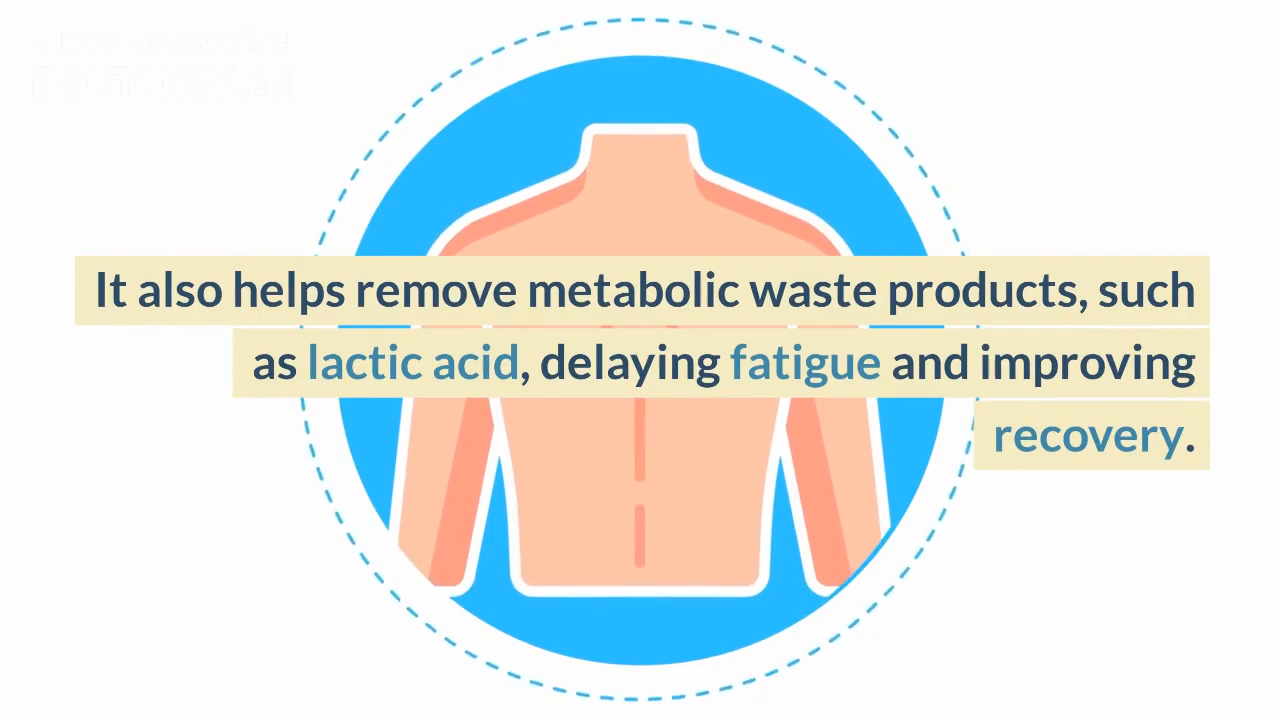 It also helps remove metabolic waste products, such
as lactic acid, delaying fatigue and improving
recovery.